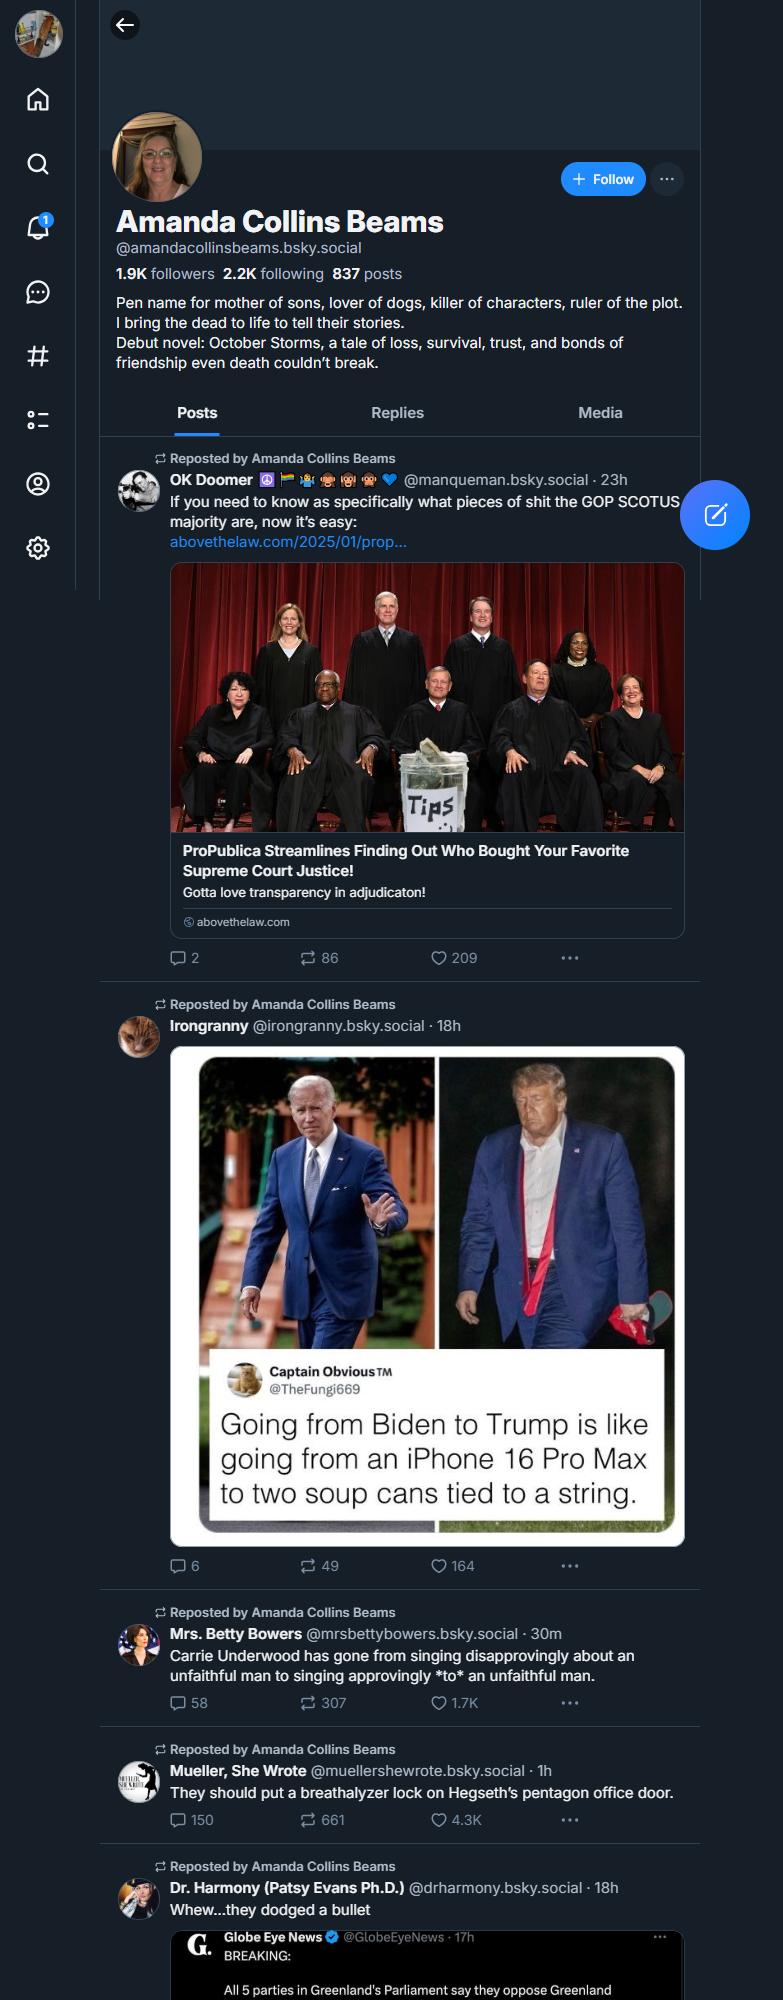 1
+ Follow
Amanda Collins Beams
@amandacollinsbeams.bsky.social
1.9K followers 2.2K following 837 posts
Pen name for mother of sons, lover of dogs, killer of characters, ruler of the plot.
I bring the dead to life to tell their stories.
Debut novel: October Storms, a tale of loss, survival, trust, and bonds of
friendship even death couldn’t break.
Posts Replies Media
Reposted by Amanda Collins Beams
OK Doomer @manqueman.bsky.social · 23h
If you need to know as specifically what pieces of shit the GOP SCOTUS
majority are, now it’s easy:
abovethelaw.com/2025/01/prop...
Tips
ProPublica Streamlines Finding Out Who Bought Your Favorite
Supreme Court Justice!
Gotta love transparency in adjudicaton!
abovethelaw.com
2 86 209
Reposted by Amanda Collins Beams
Irongranny @irongranny.bsky.social · 18h
Captain Obvious™
@TheFungi669
Going from Biden to Trump is like
going from an iPhone 16 Pro Max
to two soup cans tied to a string.
6 49 164
Reposted by Amanda Collins Beams
Mrs. Betty Bowers @mrsbettybowers.bsky.social · 30m
Carrie Underwood has gone from singing disapprovingly about an
unfaithful man to singing approvingly *to* an unfaithful man.
58 307 1.7K
Reposted by Amanda Collins Beams
Mueller, She Wrote @muellershewrote.bsky.social · 1h
MUELLER,
SHE WROTE
They should put a breathalyzer lock on Hegseth’s pentagon office door.
150 661 4.3K
Reposted by Amanda Collins Beams
Dr. Harmony (Patsy Evans Ph.D.) @drharmony.bsky.social · 18h
Whew...they dodged a bullet
G.
Globe Eye News @GlobeEyeNews · 17h
BREAKING:
All 5 parties in Greenland's Parliament say they oppose Greenland